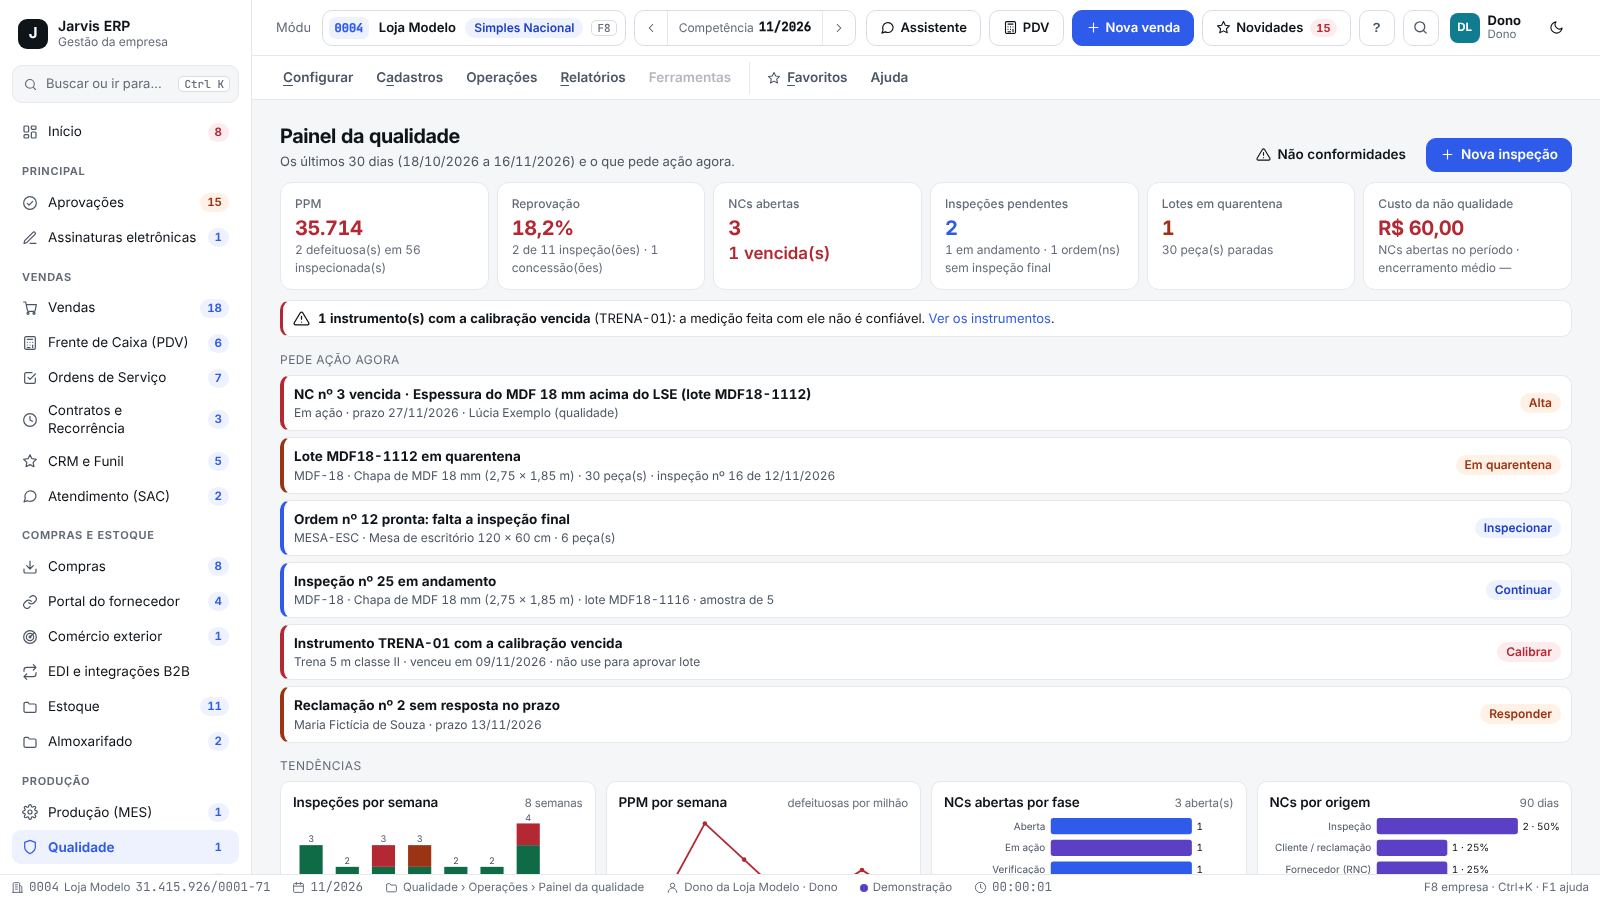 J
Jarvis ERP
Gestão da empresa
Buscar ou ir para... Ctrl K
Início 8
PRINCIPAL
Aprovações 15
Assinaturas eletrônicas 1
VENDAS
Vendas 18
Frente de Caixa (PDV) 6
Ordens de Serviço 7
Contratos e
Recorrência 3
CRM e Funil 5
Atendimento (SAC) 2
COMPRAS E ESTOQUE
Compras 8
Portal do fornecedor 4
Comércio exterior 1
EDI e integrações B2B
Estoque 11
Almoxarifado 2
PRODUÇÃO
Produção (MES) 1
Qualidade 1
Módu 0004 Loja Modelo Simples Nacional F8 Competência 11/2026 Assistente PDV Nova venda Novidades 15 ? DL Dono
Dono
Configurar Cadastros Operações Relatórios Ferramentas Favoritos Ajuda
Painel da qualidade
Os últimos 30 dias (18/10/2026 a 16/11/2026) e o que pede ação agora.
Não conformidades Nova inspeção
PPM
35.714
2 defeituosa(s) em 56
inspecionada(s)
Reprovação
18,2%
2 de 11 inspeção(ões) · 1
concessão(ões)
NCs abertas
3
1 vencida(s)
Inspeções pendentes
2
1 em andamento · 1 ordem(ns)
sem inspeção final
Lotes em quarentena
1
30 peça(s) paradas
Custo da não qualidade
R$ 60,00
NCs abertas no período ·
encerramento médio —
1 instrumento(s) com a calibração vencida (TRENA-01): a medição feita com ele não é confiável. Ver os instrumentos.
PEDE AÇÃO AGORA
NC nº 3 vencida · Espessura do MDF 18 mm acima do LSE (lote MDF18-1112)
Em ação · prazo 27/11/2026 · Lúcia Exemplo (qualidade)
Alta
Lote MDF18-1112 em quarentena
MDF-18 · Chapa de MDF 18 mm (2,75 × 1,85 m) · 30 peça(s) · inspeção nº 16 de 12/11/2026
Em quarentena
Ordem nº 12 pronta: falta a inspeção final
MESA-ESC · Mesa de escritório 120 × 60 cm · 6 peça(s)
Inspecionar
Inspeção nº 25 em andamento
MDF-18 · Chapa de MDF 18 mm (2,75 × 1,85 m) · lote MDF18-1116 · amostra de 5
Continuar
Instrumento TRENA-01 com a calibração vencida
Trena 5 m classe II · venceu em 09/11/2026 · não use para aprovar lote
Calibrar
Reclamação nº 2 sem resposta no prazo
Maria Fictícia de Souza · prazo 13/11/2026
Responder
TENDÊNCIAS
Inspeções por semana 8 semanas
3 2 3 3 2 2 4
PPM por semana defeituosas por milhão
NCs abertas por fase 3 aberta(s)
Aberta 1
Em ação 1
Verificação 1
NCs por origem 90 dias
Inspeção 2 · 50%
Cliente / reclamação 1 · 25%
Fornecedor (RNC) 1 · 25%
0004 Loja Modelo 31.415.926/0001-71 11/2026 Qualidade › Operações › Painel da qualidade Dono da Loja Modelo · Dono Demonstração 00:00:01 F8 empresa · Ctrl+K · F1 ajuda